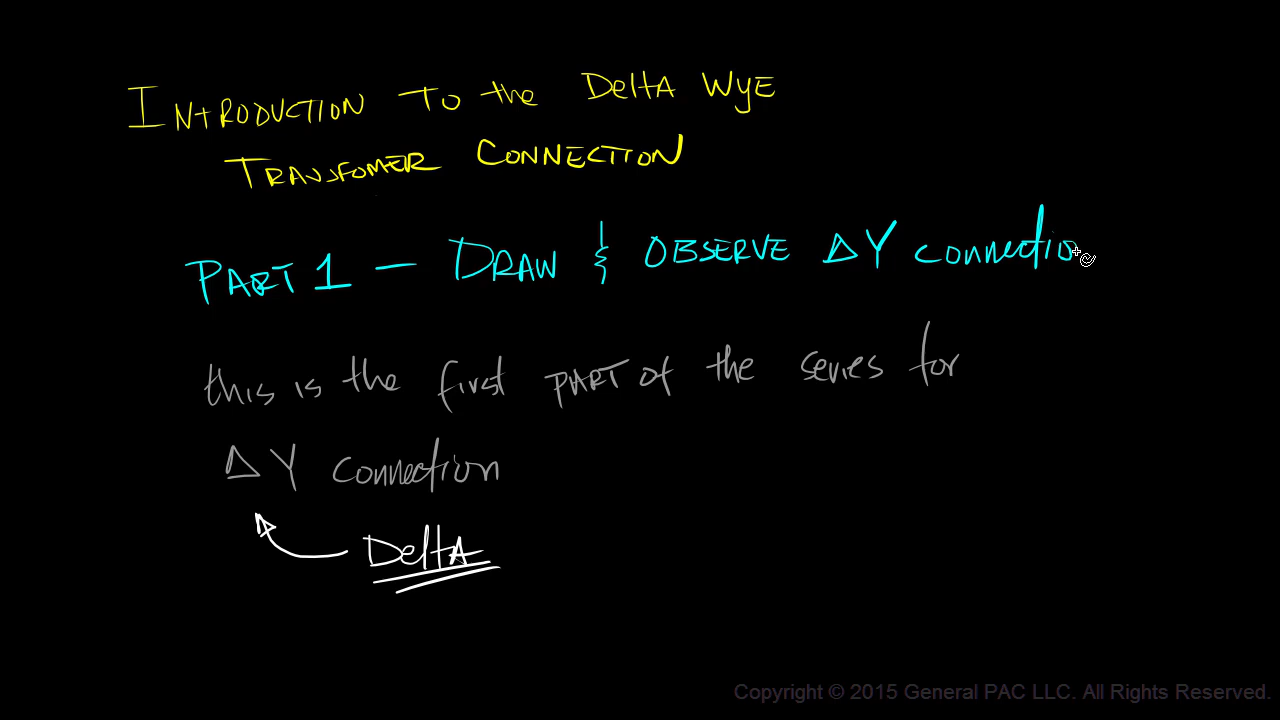 INTRODUCTION TO the DeltA WYE
TRANSFOMER CONNECTION
PART 1 — DRAW & OBSERVE ΔY connectio
this is the first PART of the series for
ΔY connection
DeltA
Copyright © 2015 General PAC LLC. All Rights Reserved.